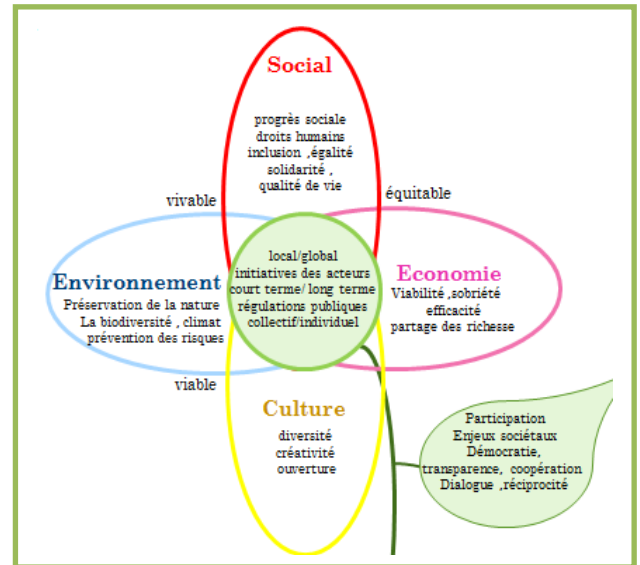 Social
progrès sociale
droits humains
inclusion ,égalité
solidarité ,
qualité de vie
vivable
équitable
local/global
initiatives des acteurs
court terme/ long terme
régulations publiques
collectif/individuel
Environnement
Préservation de la nature
La biodiversité , climat
prévention des risques
Economie
Viabilité ,sobriété
efficacité
partage des richesse
viable
Culture
diversité
créativité
ouverture
Participation
Enjeux sociétaux
Démocratie,
transparence, coopération
Dialogue ,réciprocité